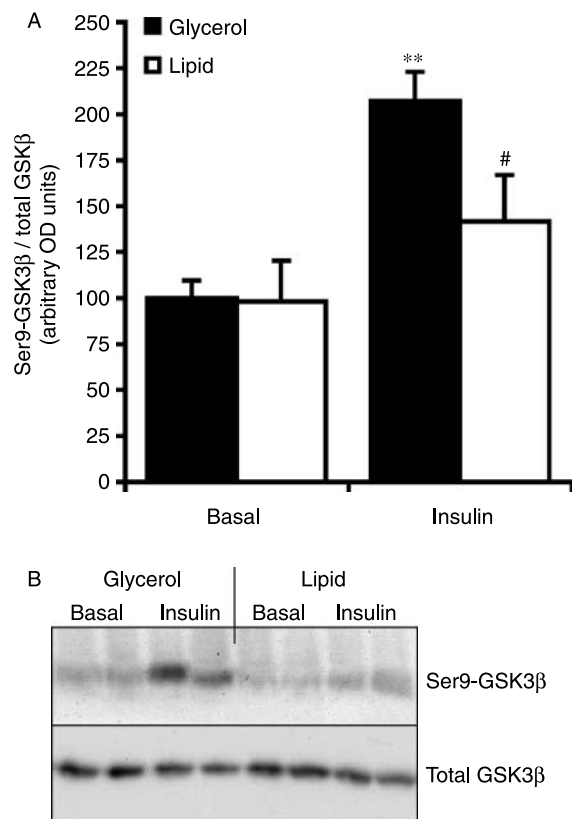 A
Glycerol
Lipid
Ser9-GSK3β / total GSKβ
(arbitrary OD units)
250
225
200
175
150
125
100
75
50
25
0
**
#
Basal
Insulin
B
Glycerol
Lipid
Basal Insulin Basal Insulin
Ser9-GSK3β
Total GSK3β